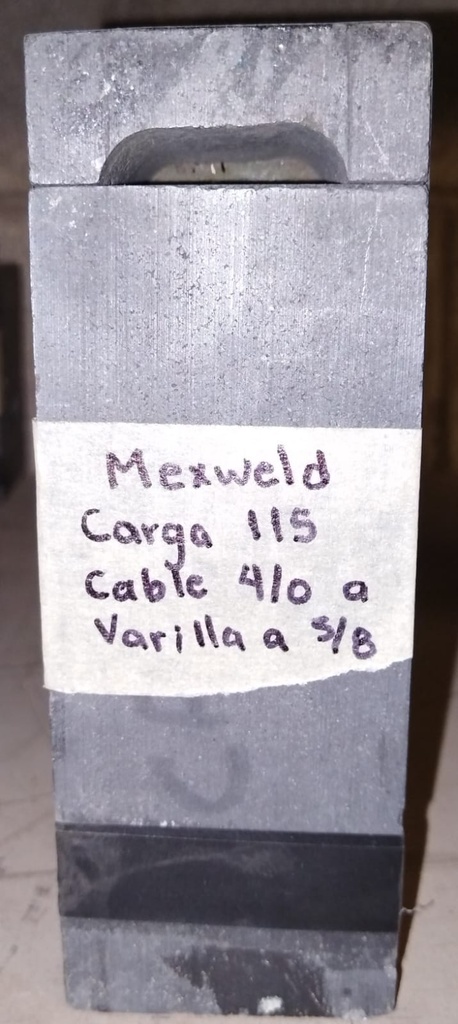 Mexweld
Carga 115
Cable 4/0 a
Varilla a 5/8